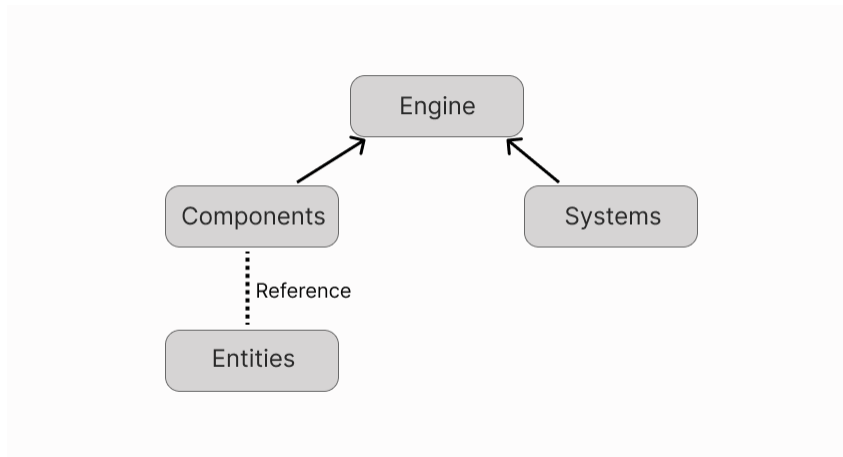 Engine
Components
Systems
Reference
Entities